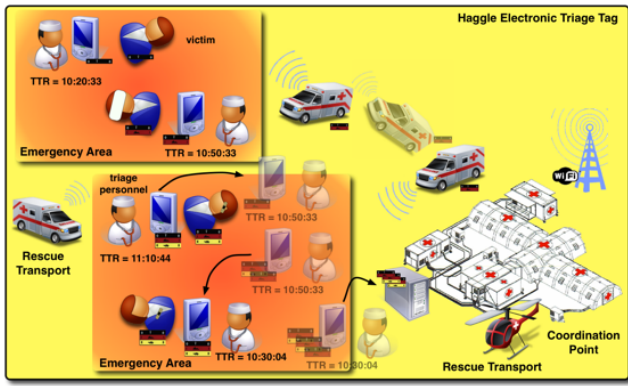 Haggle Electronic Triage Tag
victim
TTR = 10:20:33
TTR = 10:50:33
Emergency Area
triage
personnel
TTR = 10:50:33
WiFi
TTR = 11:10:44
Rescue
Transport
TTR = 10:50:33
TTR = 10:30:04
TTR = 10:30:04
Emergency Area
Coordination
Point
Rescue Transport